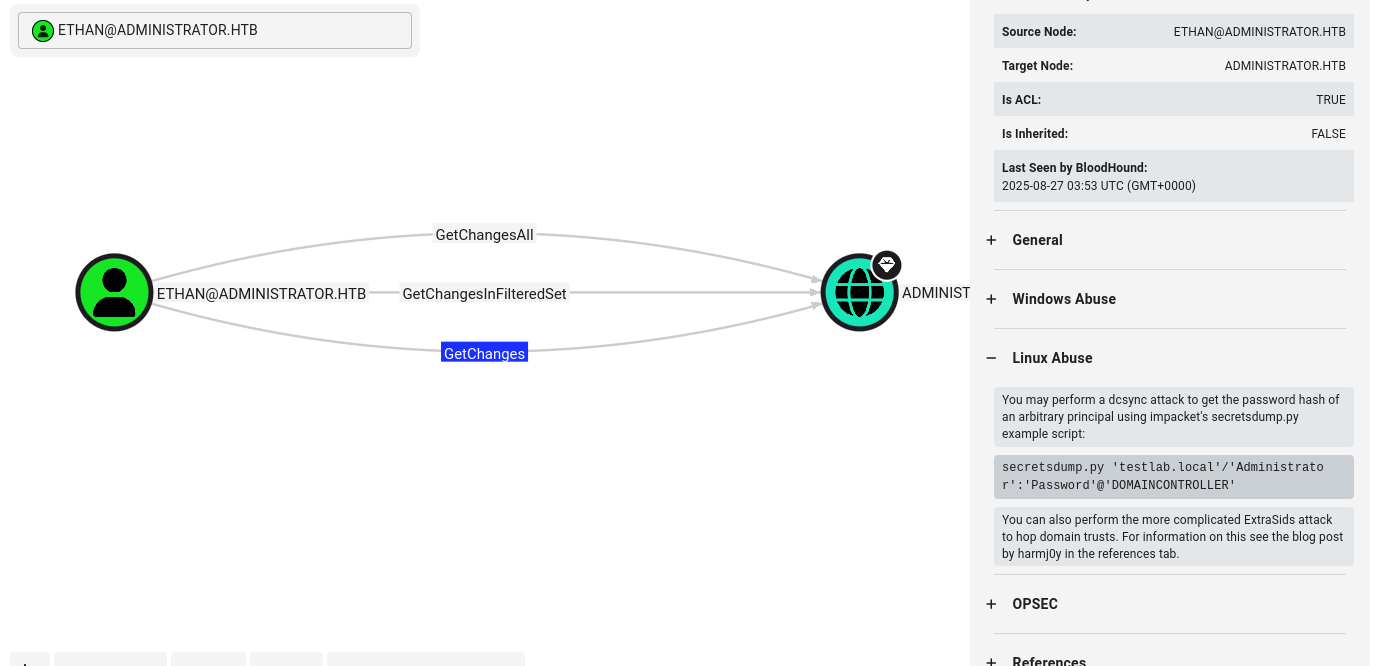 ETHAN@ADMINISTRATOR.HTB
GetChangesAll
ETHAN@ADMINISTRATOR.HTB
GetChangesInFilteredSet
ADMINIST
GetChanges
Source Node: ETHAN@ADMINISTRATOR.HTB
Target Node: ADMINISTRATOR.HTB
Is ACL: TRUE
Is Inherited: FALSE
Last Seen by BloodHound:
2025-08-27 03:53 UTC (GMT+0000)
+ General
+ Windows Abuse
− Linux Abuse
You may perform a dcsync attack to get the password hash of
an arbitrary principal using impacket's secretsdump.py
example script:
secretsdump.py 'testlab.local'/'Administrato
r':'Password'@'DOMAINCONTROLLER'
You can also perform the more complicated ExtraSids attack
to hop domain trusts. For information on this see the blog post
by harmj0y in the references tab.
+ OPSEC
+ References